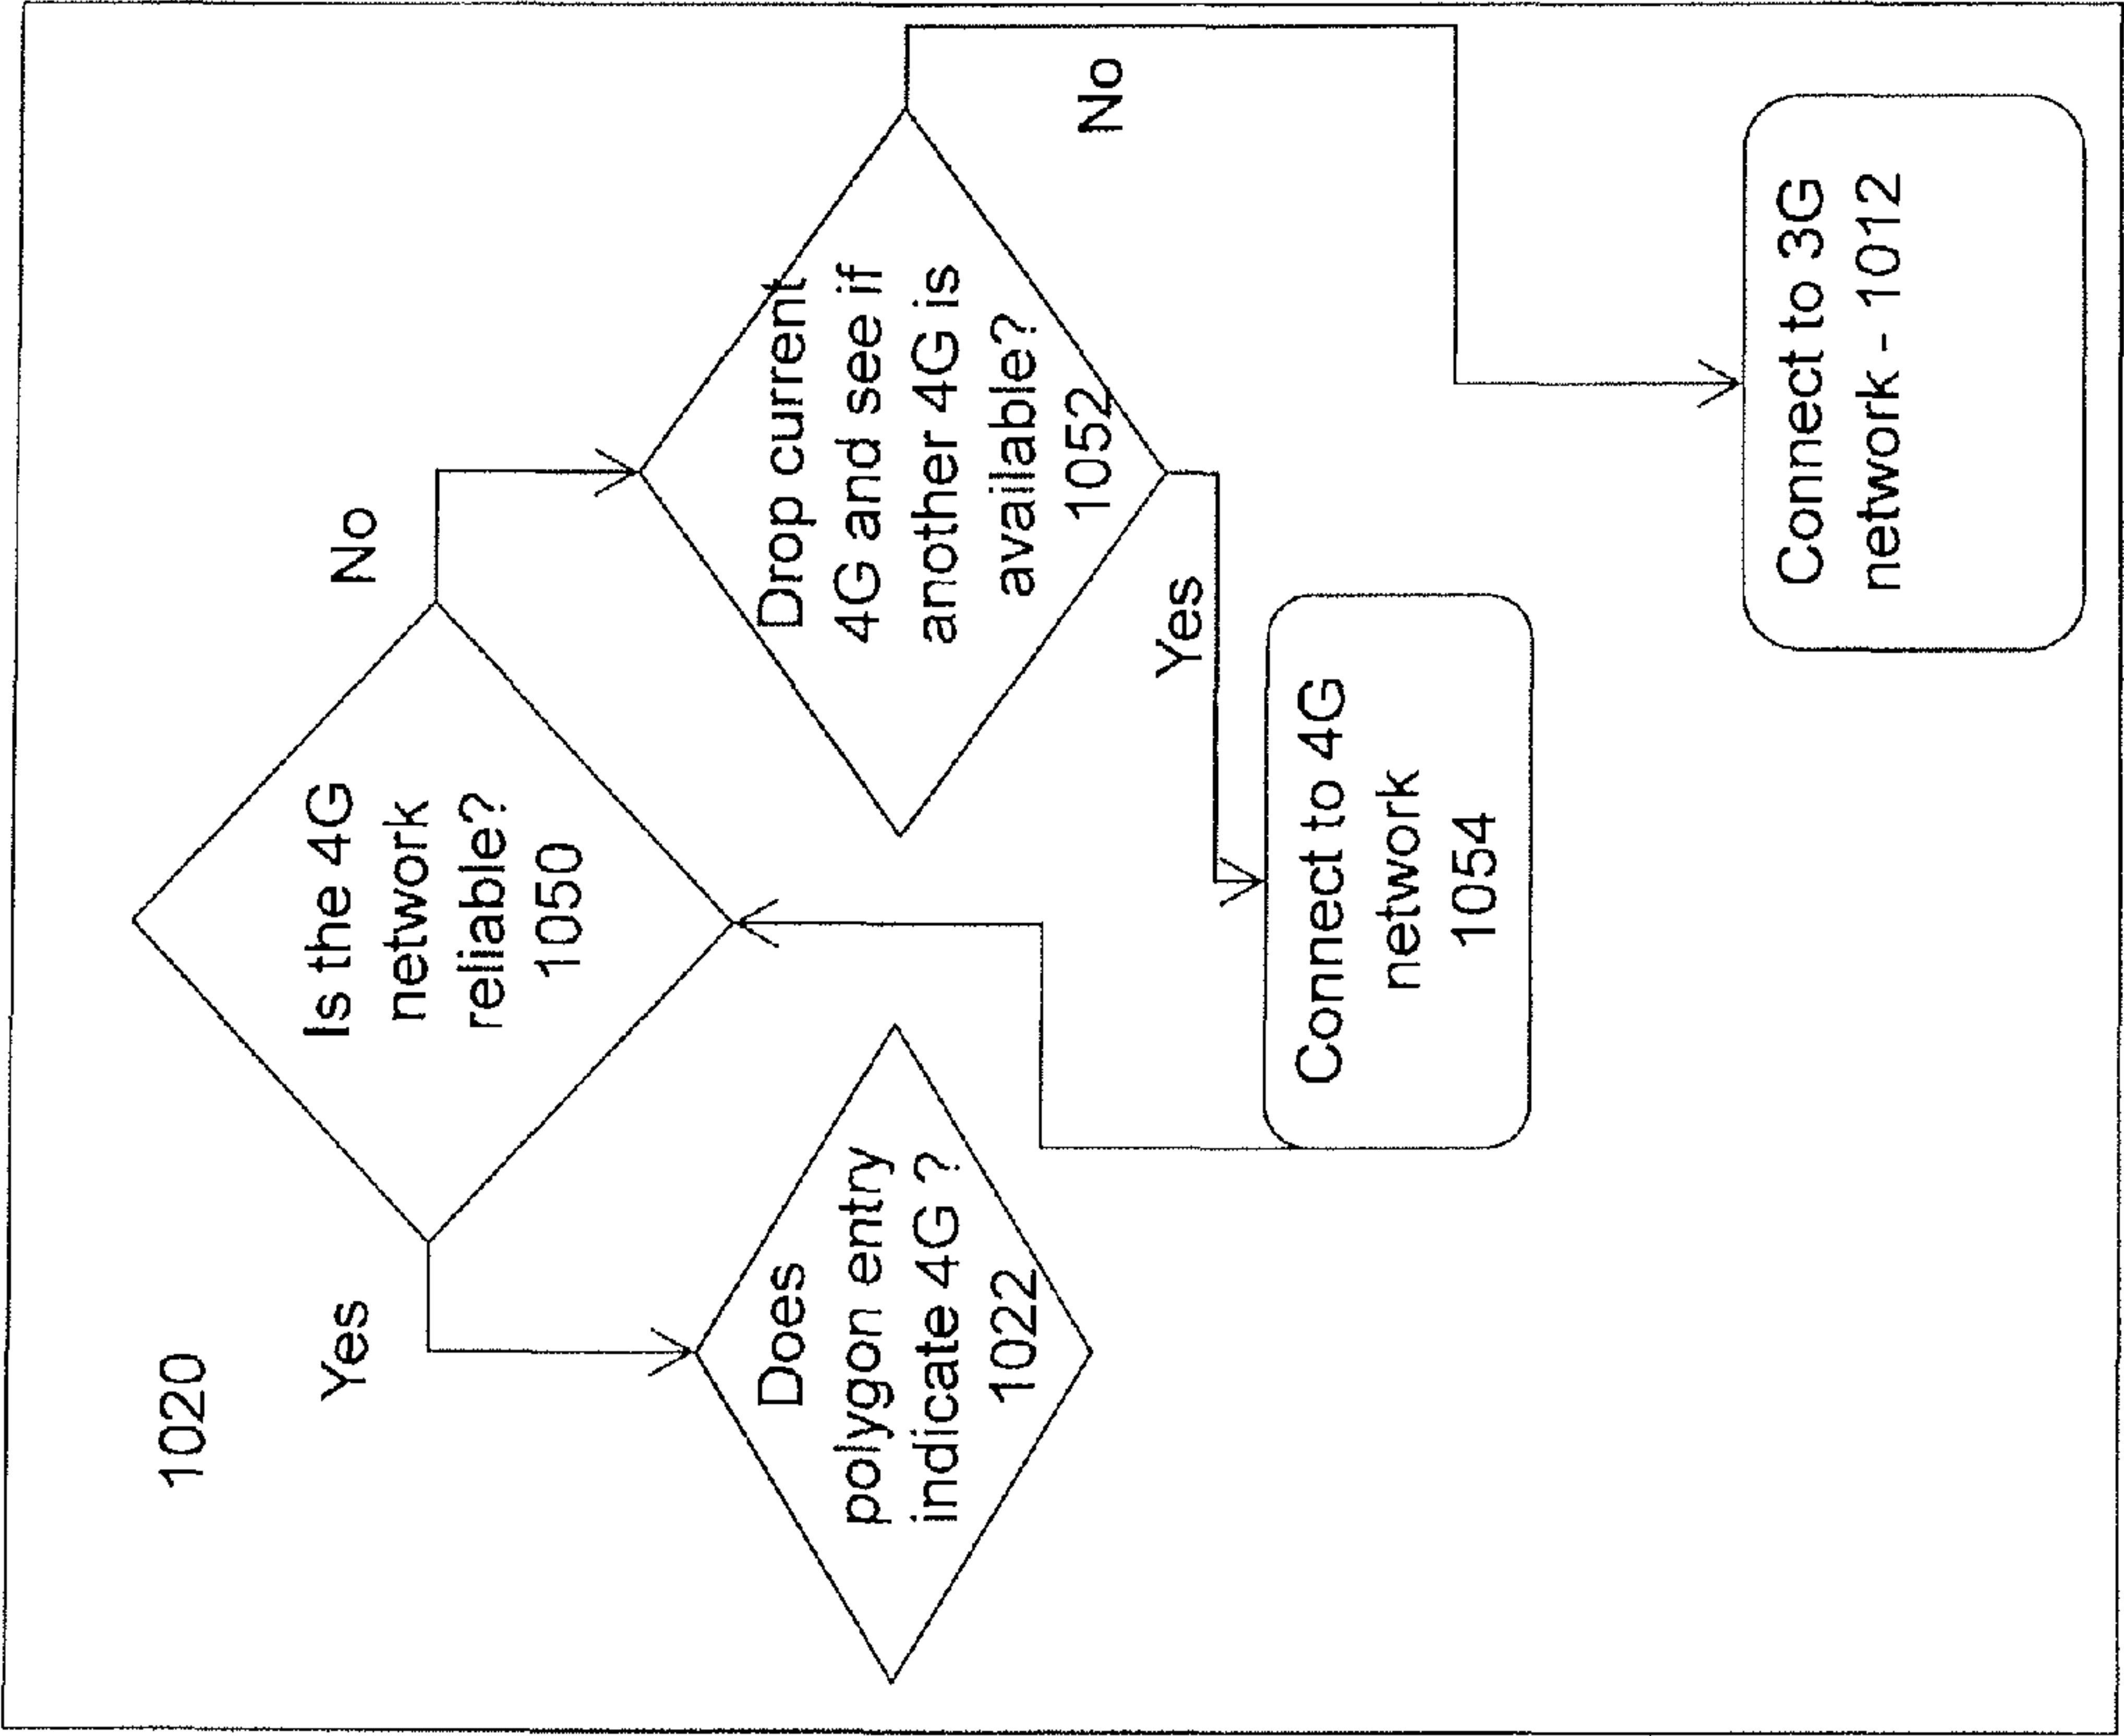 1020
Is the 4G
network
reliable?
1050
Yes
No
Does
polygon entry
indicate 4G ?
1022
Drop current
4G and see if
another 4G is
available?
1052
Yes
No
Connect to 4G
network
1054
Connect to 3G
network - 1012